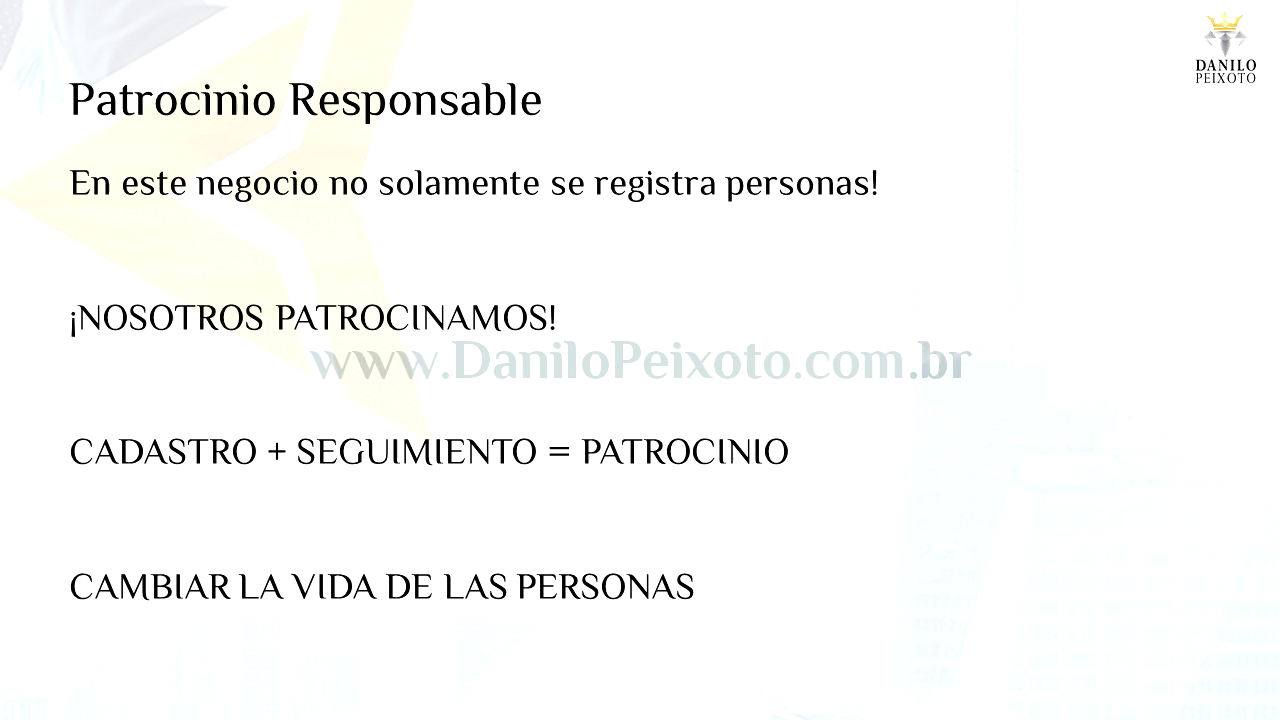 DANILO
PEIXOTO
Patrocinio Responsable
En este negocio no solamente se registra personas!
¡NOSOTROS PATROCINAMOS!
www.DaniloPeixoto.com.br
CADASTRO + SEGUIMIENTO = PATROCINIO
CAMBIAR LA VIDA DE LAS PERSONAS